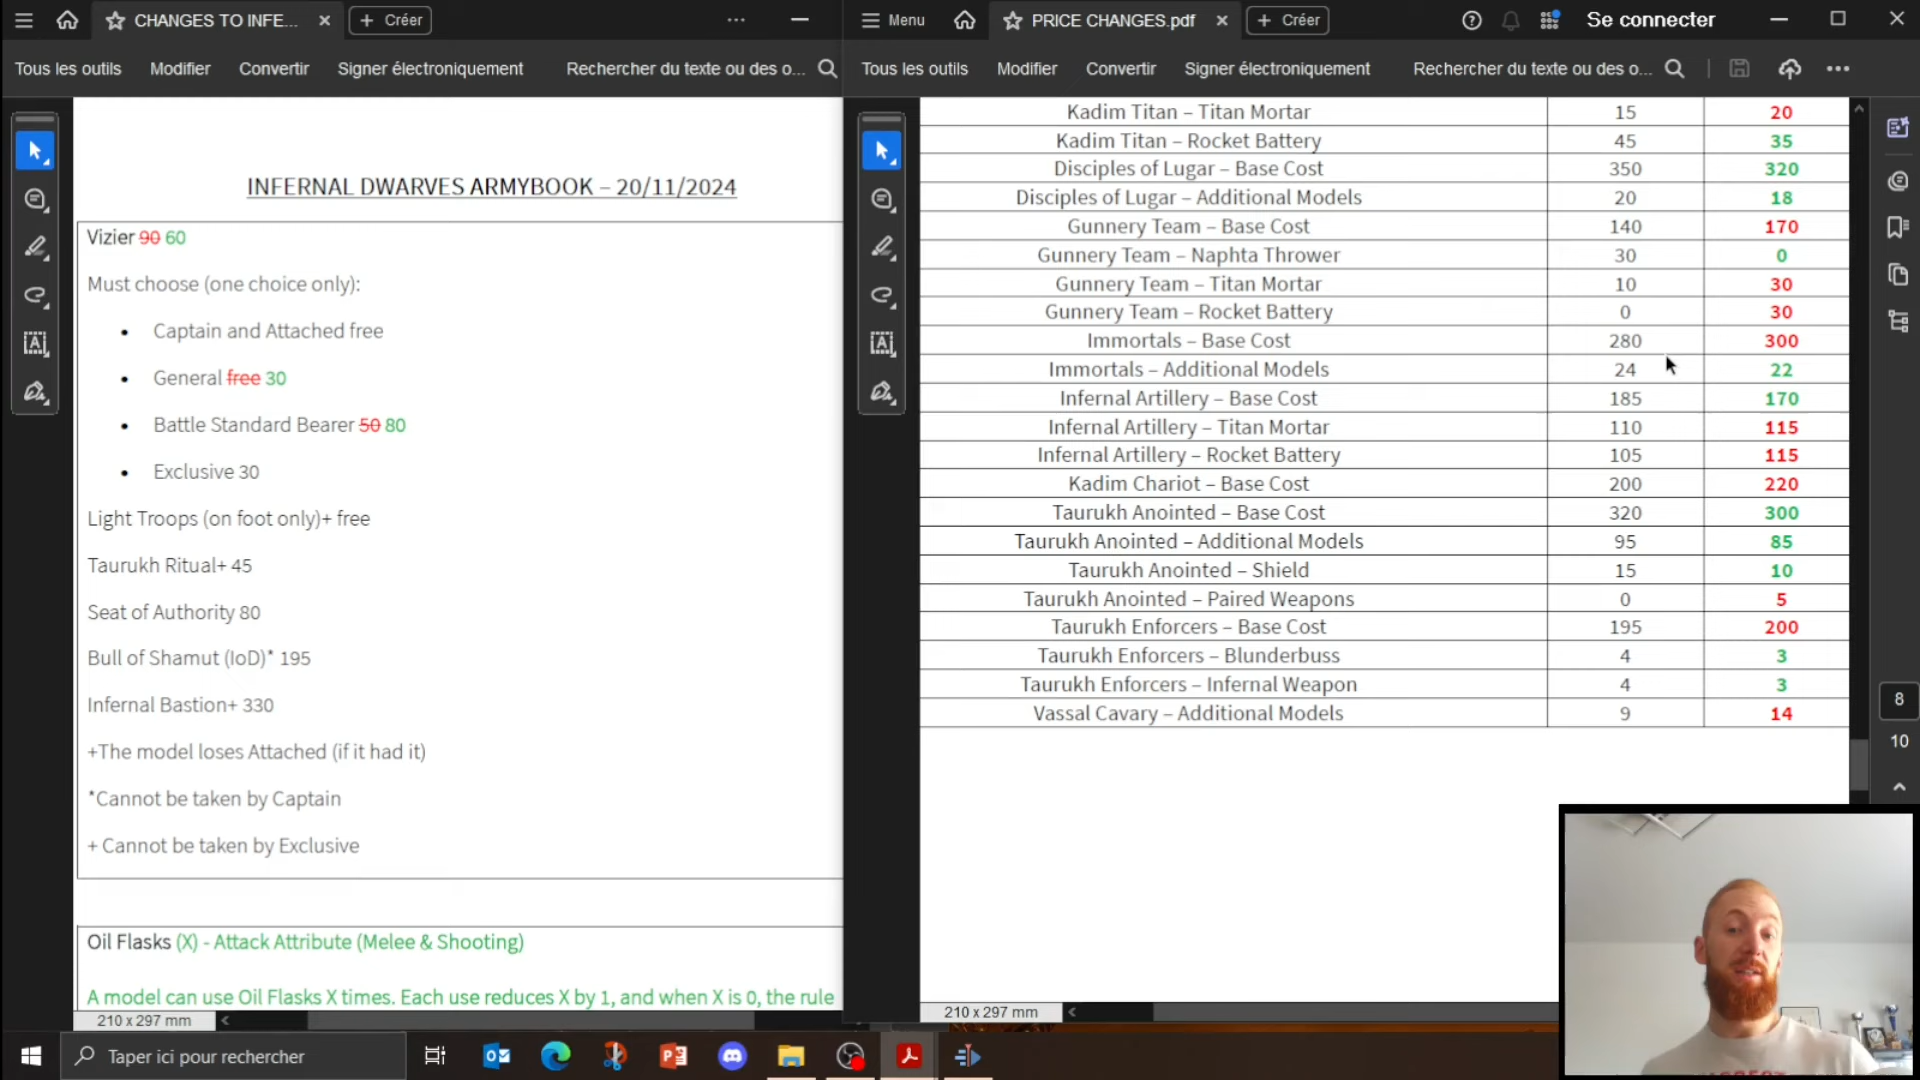 CHANGES TO INFE...
Créer
Tous les outils
Modifier
Convertir
Signer électroniquement
Rechercher du texte ou des o...
INFERNAL DWARVES ARMYBOOK – 20/11/2024
Vizier 90 60
Must choose (one choice only):
• Captain and Attached free
• General free 30
• Battle Standard Bearer 50 80
• Exclusive 30
Light Troops (on foot only)+ free
Taurukh Ritual+ 45
Seat of Authority 80
Bull of Shamut (IoD)* 195
Infernal Bastion+ 330
+The model loses Attached (if it had it)
*Cannot be taken by Captain
+ Cannot be taken by Exclusive
Oil Flasks (X) - Attack Attribute (Melee & Shooting)
A model can use Oil Flasks X times. Each use reduces X by 1, and when X is 0, the rule
210 x 297 mm
Menu
PRICE CHANGES.pdf
Créer
Se connecter
Tous les outils
Modifier
Convertir
Signer électroniquement
Rechercher du texte ou des o...
Kadim Titan – Titan Mortar 15 20
Kadim Titan – Rocket Battery 45 35
Disciples of Lugar – Base Cost 350 320
Disciples of Lugar – Additional Models 20 18
Gunnery Team – Base Cost 140 170
Gunnery Team – Naphta Thrower 30 0
Gunnery Team – Titan Mortar 10 30
Gunnery Team – Rocket Battery 0 30
Immortals – Base Cost 280 300
Immortals – Additional Models 24 22
Infernal Artillery – Base Cost 185 170
Infernal Artillery – Titan Mortar 110 115
Infernal Artillery – Rocket Battery 105 115
Kadim Chariot – Base Cost 200 220
Taurukh Anointed – Base Cost 320 300
Taurukh Anointed – Additional Models 95 85
Taurukh Anointed – Shield 15 10
Taurukh Anointed – Paired Weapons 0 5
Taurukh Enforcers – Base Cost 195 200
Taurukh Enforcers – Blunderbuss 4 3
Taurukh Enforcers – Infernal Weapon 4 3
Vassal Cavary – Additional Models 9 14
8
10
210 x 297 mm
Taper ici pour rechercher